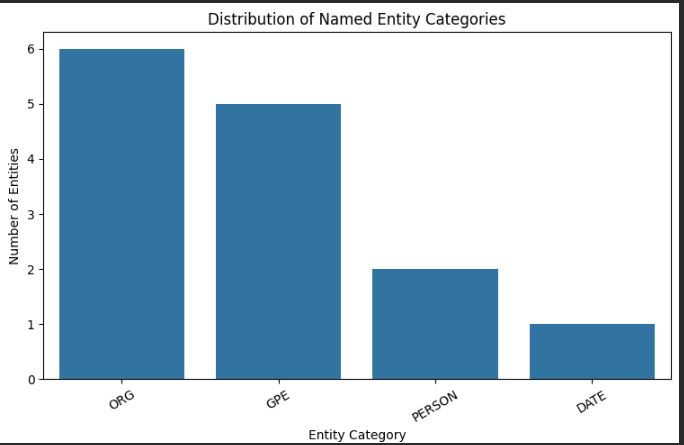 Distribution of Named Entity Categories
Number of Entities
6
5
4
3
2
1
0
ORG
GPE
PERSON
DATE
Entity Category